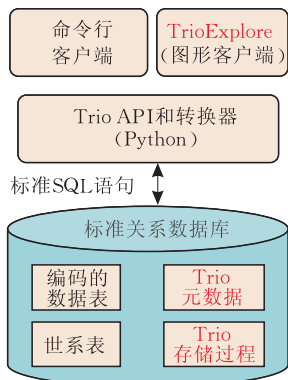 命令行
客户端
TrioExplore
(图形客户端)
Trio API和转换器
(Python)
标准SQL语句
标准关系数据库
编码的
数据表
Trio
元数据
世系表
Trio
存储过程